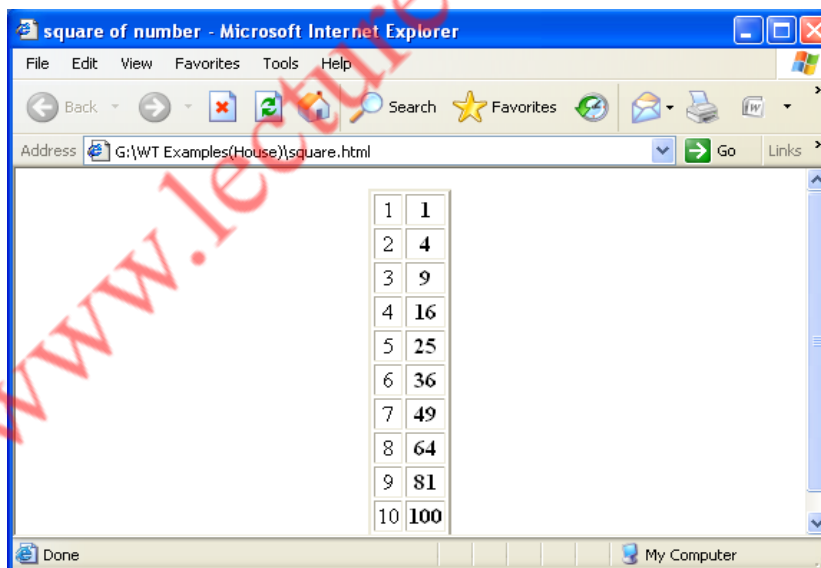 square of number - Microsoft Internet Explorer
File Edit View Favorites Tools Help
Back Search Favorites
Address G:\WT Examples(House)\square.html Go Links
1 1
2 4
3 9
4 16
5 25
6 36
7 49
8 64
9 81
10 100
Done My Computer
www.lecture